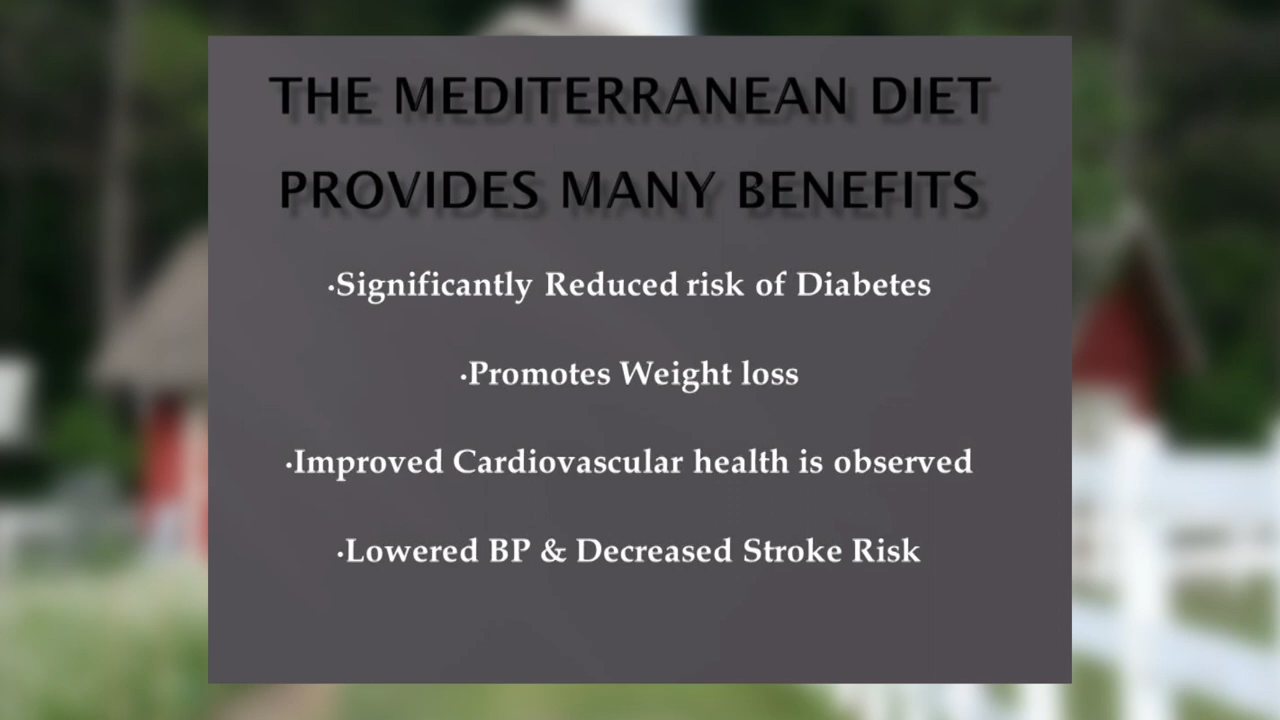 THE MEDITERRANEAN DIET
PROVIDES MANY BENEFITS
•Significantly Reduced risk of Diabetes
•Promotes Weight loss
•Improved Cardiovascular health is observed
•Lowered BP & Decreased Stroke Risk